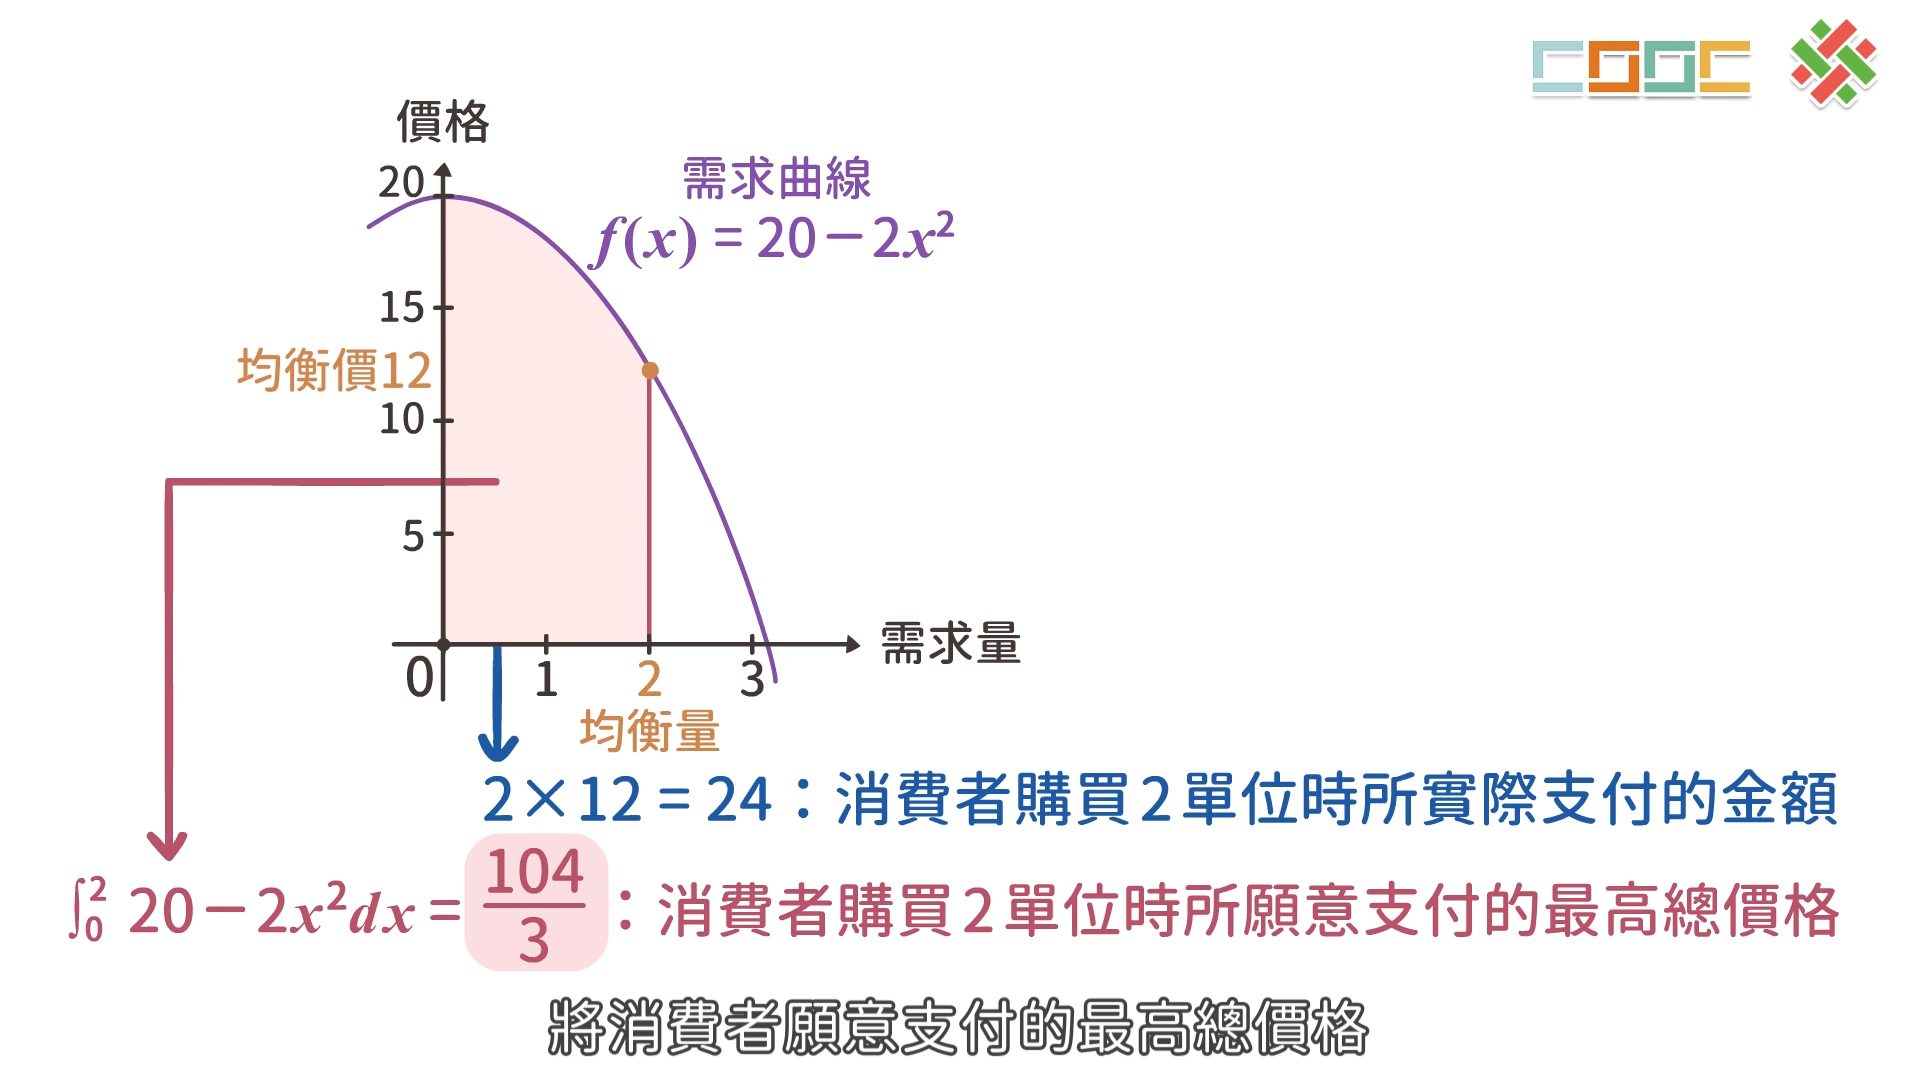 價格
20
需求曲線
f(x) = 20−2x²
15
均衡價12
10
5
需求量
0 1 2 3
均衡量
2×12 = 24：消費者購買2單位時所實際支付的金額
∫₀² 20−2x²dx = 104/3：消費者購買2單位時所願意支付的最高總價格
將消費者願意支付的最高總價格